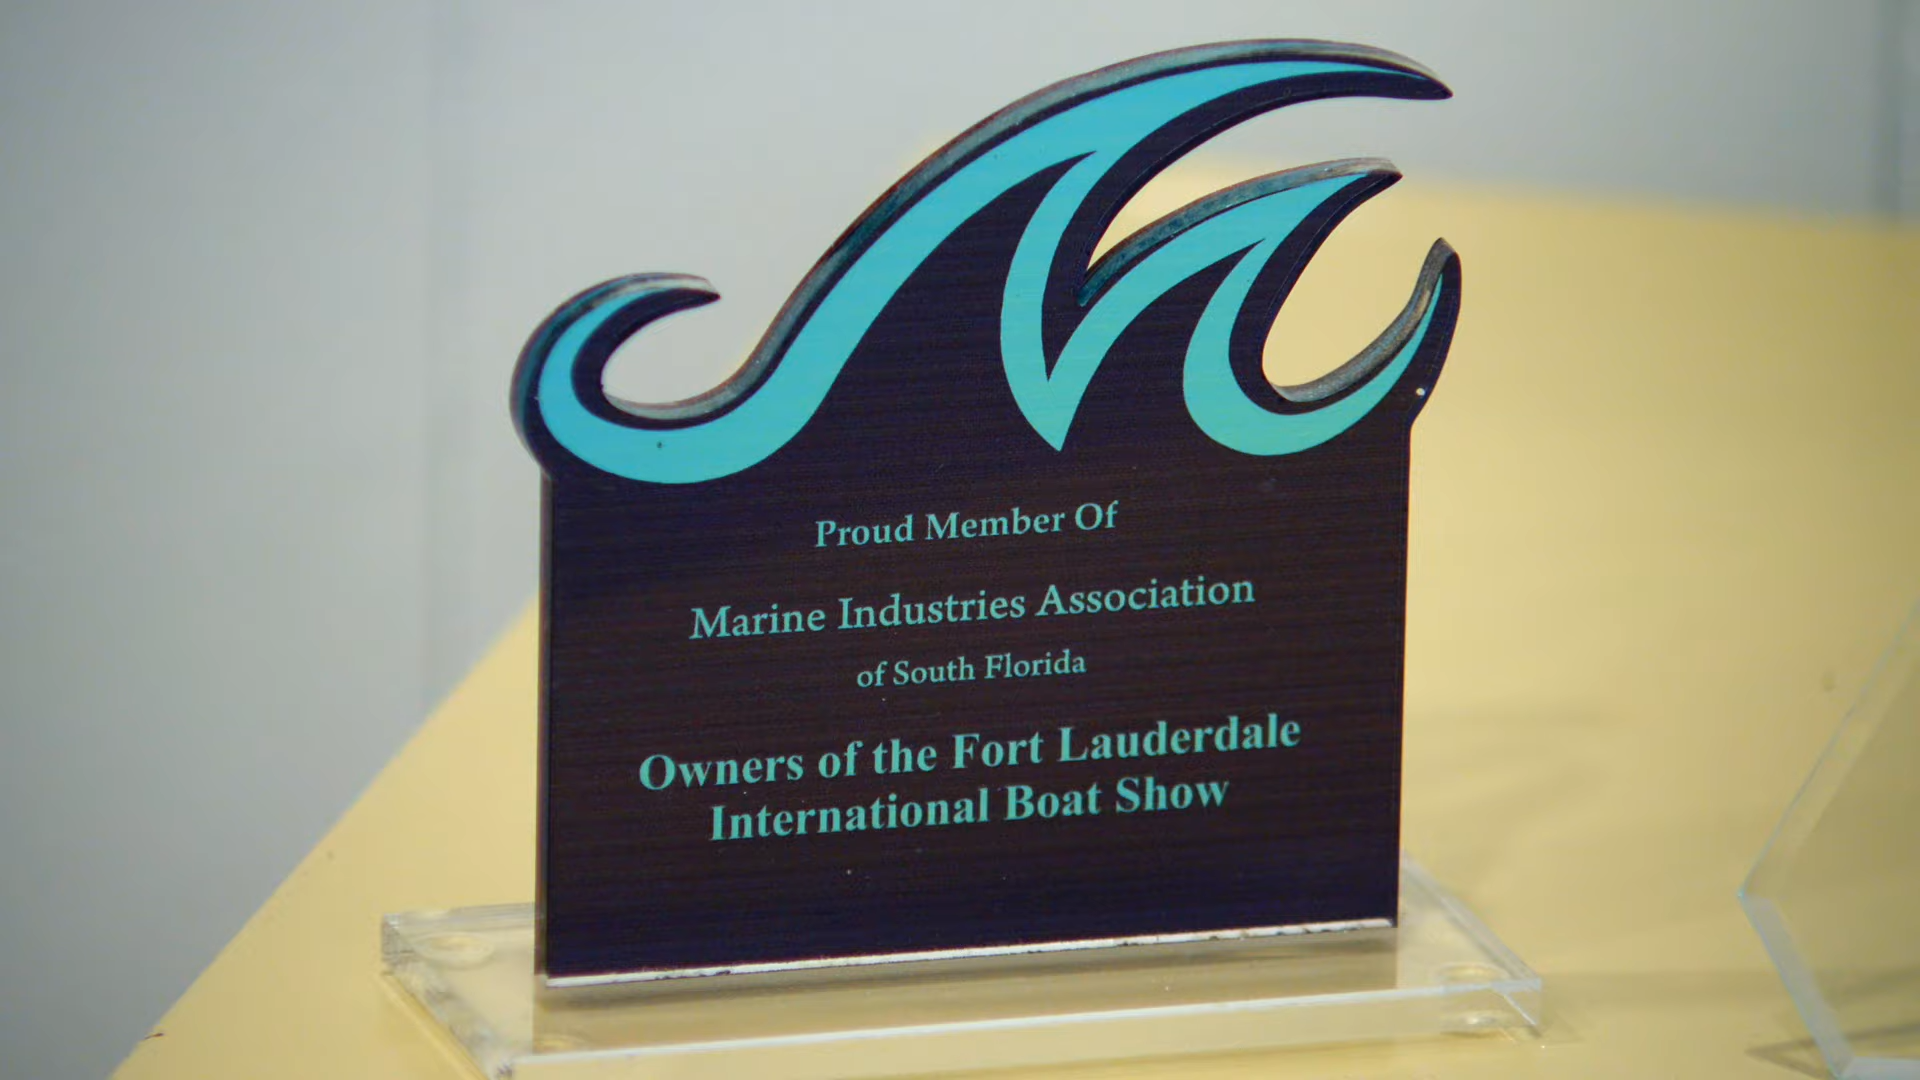 Proud Member Of
Marine Industries Association
of South Florida
Owners of the Fort Lauderdale
International Boat Show